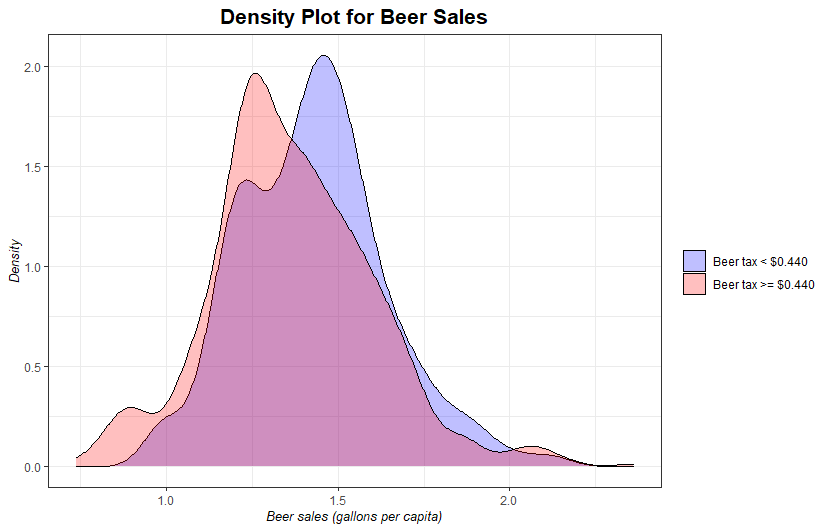 Density Plot for Beer Sales
2.0
1.5
1.0
0.5
0.0
Density
1.0
1.5
2.0
Beer sales (gallons per capita)
Beer tax < $0.440
Beer tax >= $0.440